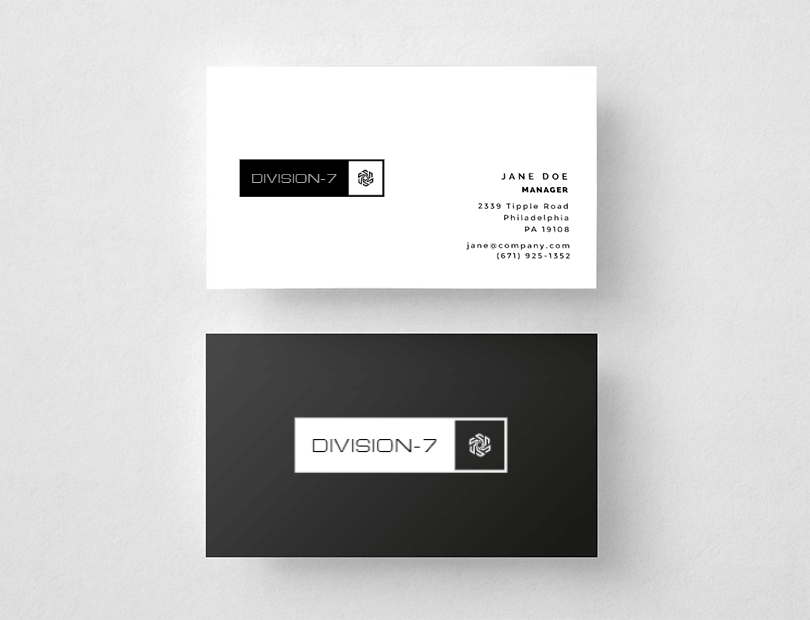 DIVISION-7
JANE DOE
MANAGER
2339 Tipple Road
Philadelphia
PA 19108
jane@company.com
(671) 925-1352
DIVISION-7